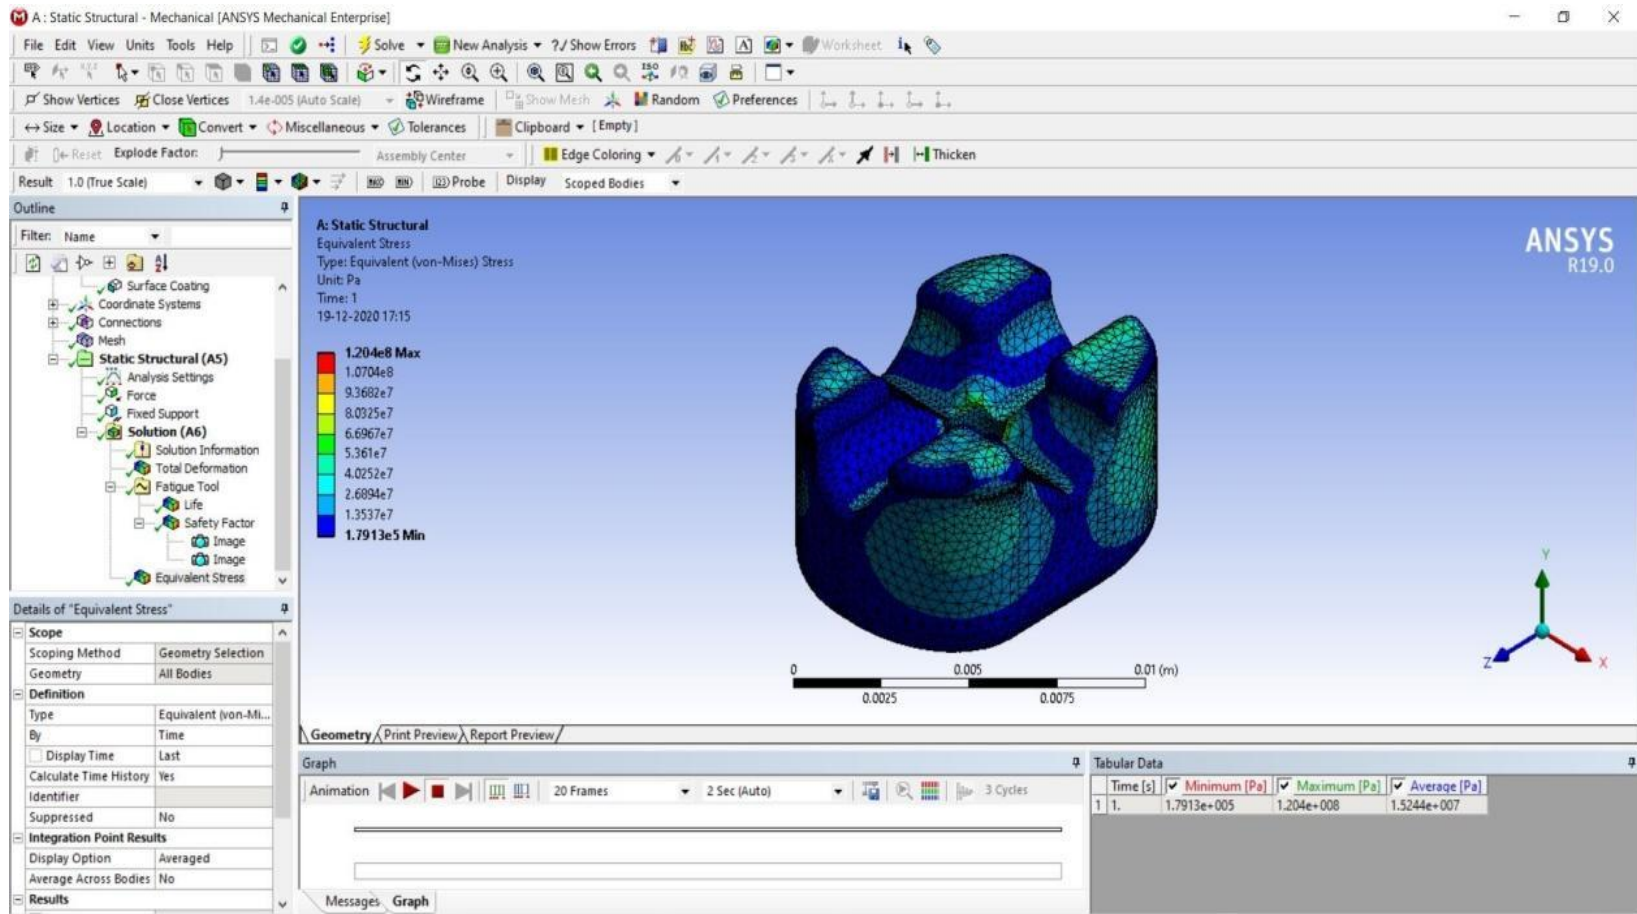 A : Static Structural - Mechanical [ANSYS Mechanical Enterprise]
File Edit View Units Tools Help Solve New Analysis ?/ Show Errors A Worksheet
ISO
Show Vertices Close Vertices 1.4e-005 (Auto Scale) Wireframe Show Mesh Random Preferences
Size Location Convert Miscellaneous Tolerances Clipboard [ Empty ]
Reset Explode Factor: Assembly Center Edge Coloring Thicken
Result 1.0 (True Scale) MAX MIN Probe Display Scoped Bodies
Outline
Filter: Name
Surface Coating
Coordinate Systems
Connections
Mesh
Static Structural (A5)
Analysis Settings
Force
Fixed Support
Solution (A6)
Solution Information
Total Deformation
Fatigue Tool
Life
Safety Factor
Image
Image
Equivalent Stress
Details of "Equivalent Stress"
Scope
Scoping Method Geometry Selection
Geometry All Bodies
Definition
Type Equivalent (von-Mi...
By Time
Display Time Last
Calculate Time History Yes
Identifier
Suppressed No
Integration Point Results
Display Option Averaged
Average Across Bodies No
Results
A: Static Structural
Equivalent Stress
Type: Equivalent (von-Mises) Stress
Unit: Pa
Time: 1
19-12-2020 17:15
1.204e8 Max
1.0704e8
9.3682e7
8.0325e7
6.6967e7
5.361e7
4.0252e7
2.6894e7
1.3537e7
1.7913e5 Min
ANSYS
R19.0
Y
Z X
0 0.005 0.01 (m)
0.0025 0.0075
Geometry Print Preview Report Preview
Graph
Animation 20 Frames 2 Sec (Auto) 3 Cycles
Messages Graph
Tabular Data
Time [s] Minimum [Pa] Maximum [Pa] Average [Pa]
1 1. 1.7913e+005 1.204e+008 1.5244e+007